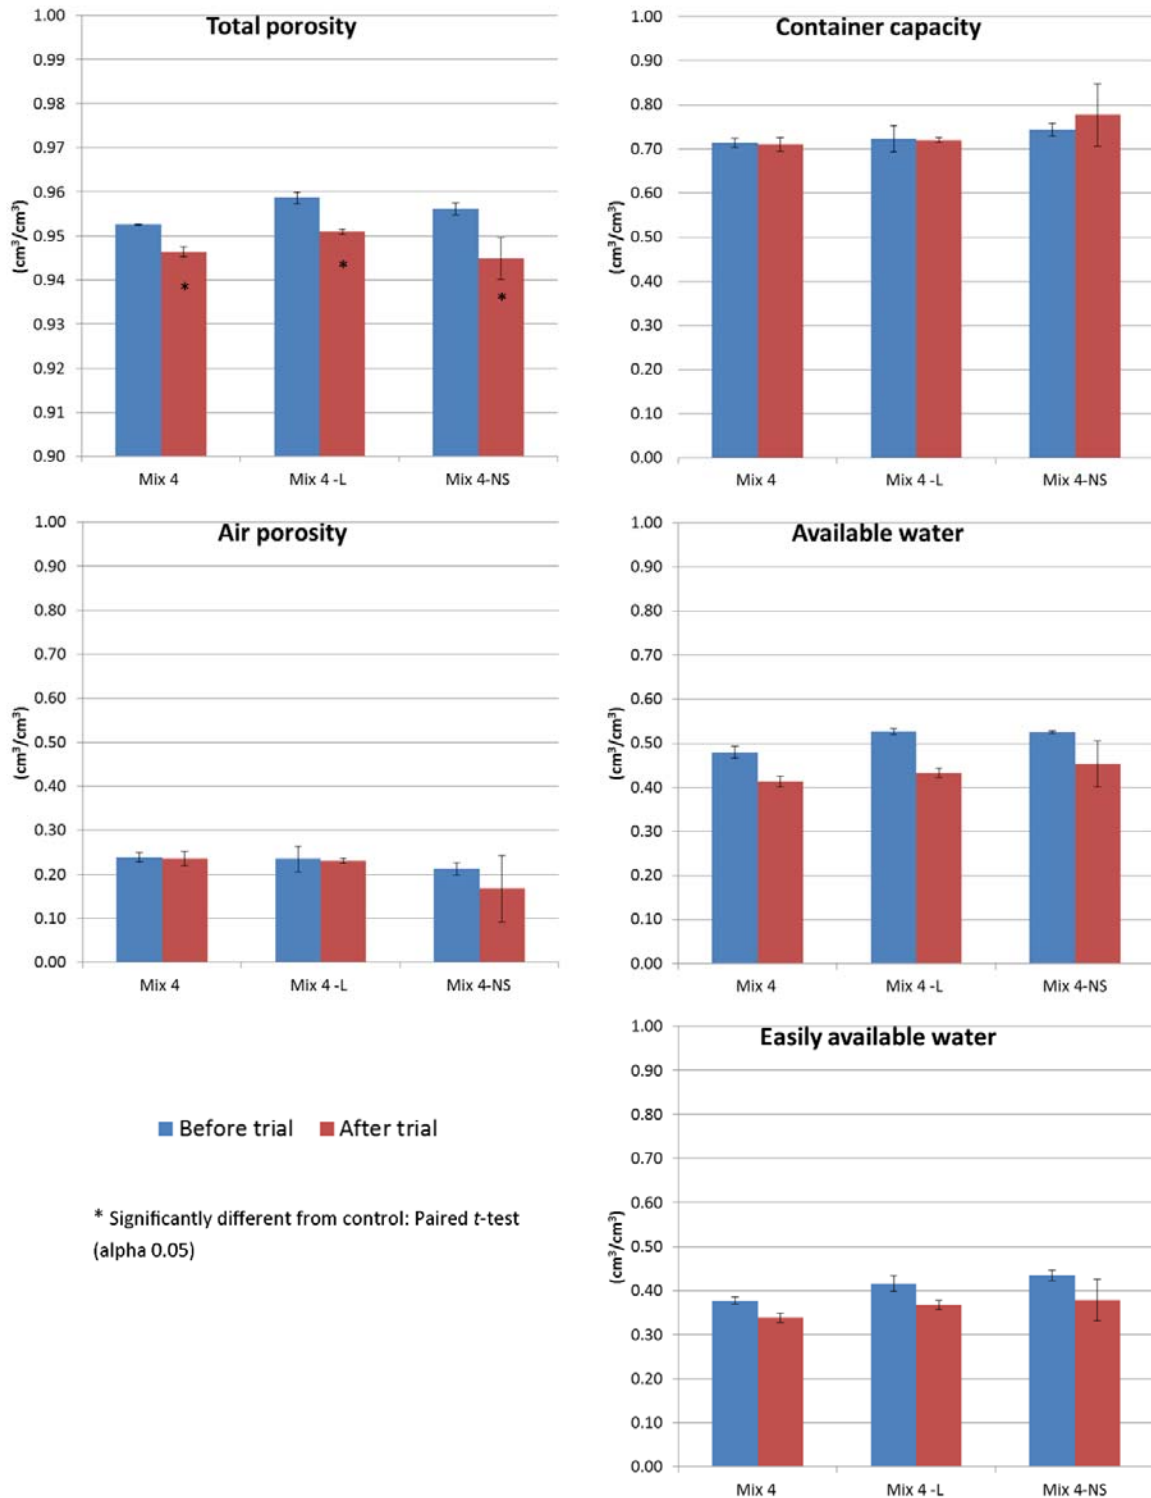 Total porosity
(cm³/cm³)
1.00
0.99
0.98
0.97
0.96
0.95
0.94
0.93
0.92
0.91
0.90
*
*
*
Mix 4
Mix 4 -L
Mix 4-NS
Container capacity
(cm³/cm³)
1.00
0.90
0.80
0.70
0.60
0.50
0.40
0.30
0.20
0.10
0.00
Mix 4
Mix 4 -L
Mix 4-NS
Air porosity
(cm³/cm³)
1.00
0.90
0.80
0.70
0.60
0.50
0.40
0.30
0.20
0.10
0.00
Mix 4
Mix 4 -L
Mix 4-NS
Available water
(cm³/cm³)
1.00
0.90
0.80
0.70
0.60
0.50
0.40
0.30
0.20
0.10
0.00
Mix 4
Mix 4 -L
Mix 4-NS
Before trial After trial
* Significantly different from control: Paired t-test
(alpha 0.05)
Easily available water
(cm³/cm³)
1.00
0.90
0.80
0.70
0.60
0.50
0.40
0.30
0.20
0.10
0.00
Mix 4
Mix 4 -L
Mix 4-NS